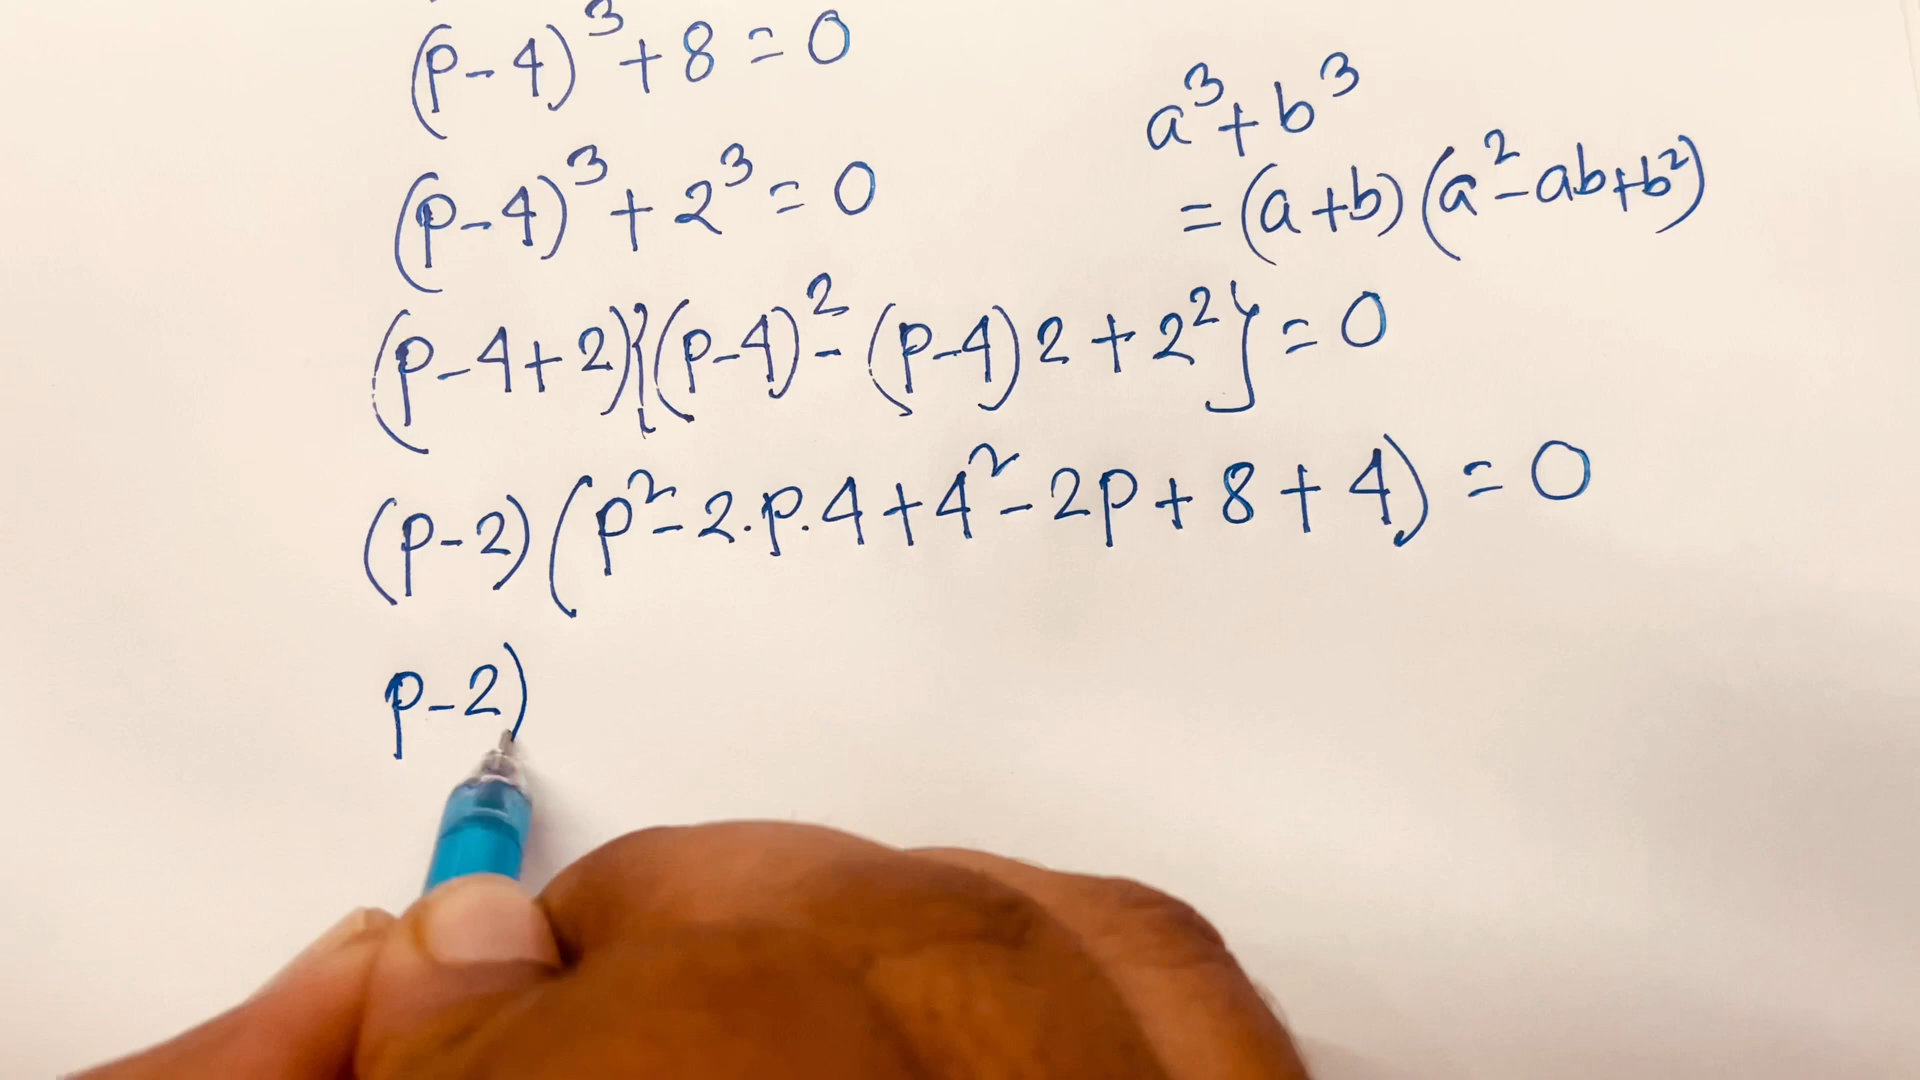 (p-4)³+8=0
(p-4)³+2³=0
a³+b³
=(a+b)(a²-ab+b²)
(p-4+2){(p-4)²-(p-4)2+2²}=0
(p-2)(p²-2.p.4+4²-2p+8+4)=0
p-2)